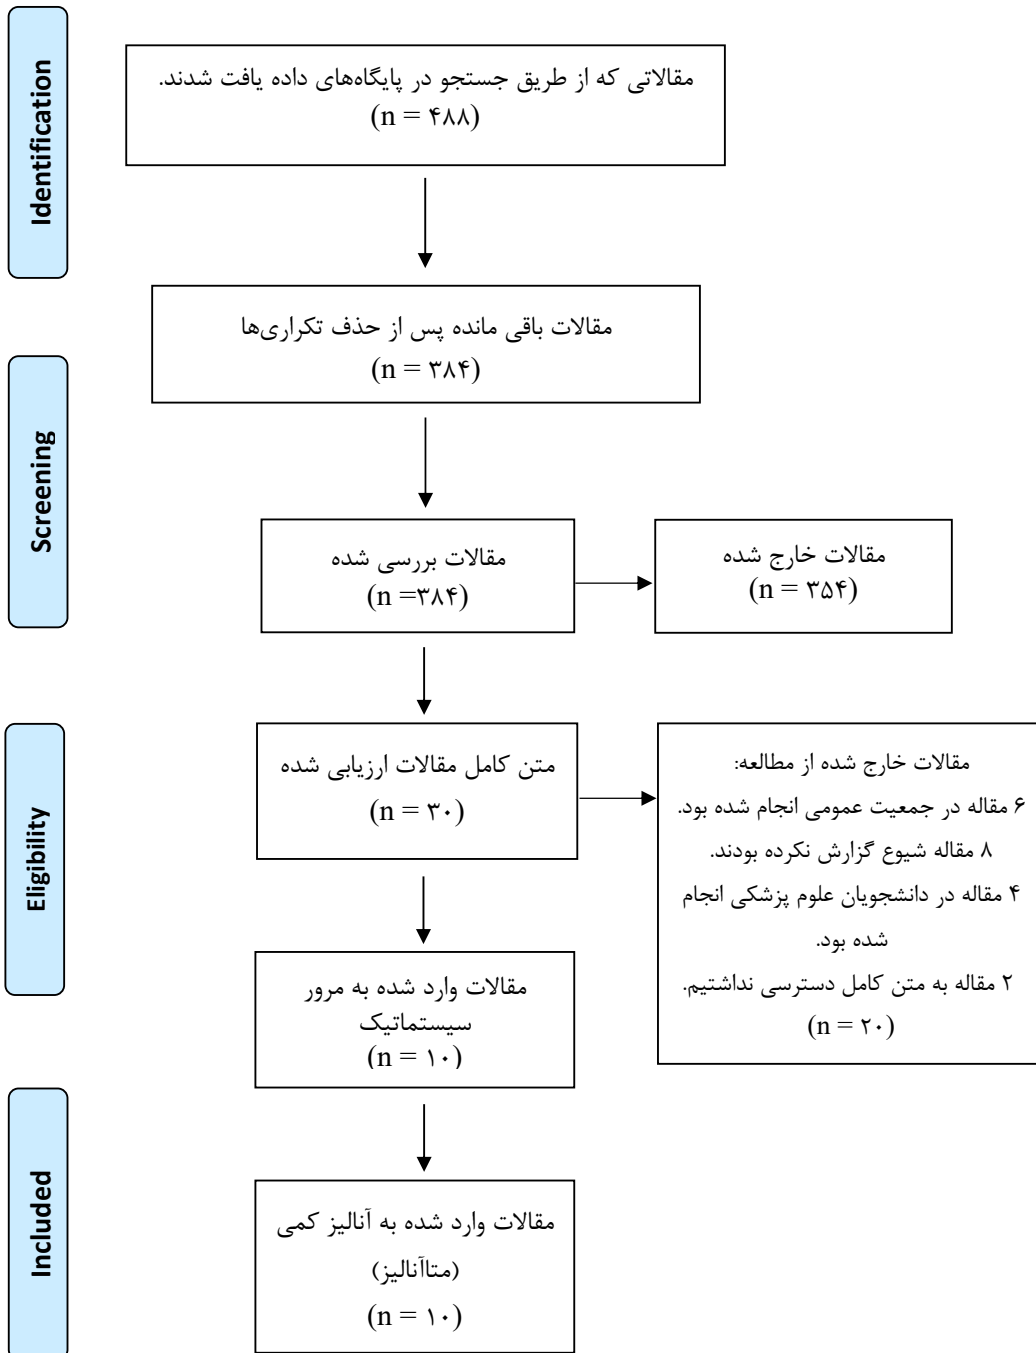 Identification
مقالاتی که از طریق جستجو در پایگاه‌های داده یافت شدند.
(n = ۴۸۸)
مقالات باقی مانده پس از حذف تکراری‌ها
(n = ۳۸۴)
Screening
مقالات بررسی شده
(n =۳۸۴)
مقالات خارج شده
(n = ۳۵۴)
Eligibility
متن کامل مقالات ارزیابی شده
(n = ۳۰)
مقالات خارج شده از مطالعه:
۶ مقاله در جمعیت عمومی انجام شده بود.
۸ مقاله شیوع گزارش نکرده بودند.
۴ مقاله در دانشجویان علوم پزشکی انجام
شده بود.
۲ مقاله به متن کامل دسترسی نداشتیم.
(n = ۲۰)
مقالات وارد شده به مرور
سیستماتیک
(n = ۱۰)
Included
مقالات وارد شده به آنالیز کمی
(متاآنالیز)
(n = ۱۰)